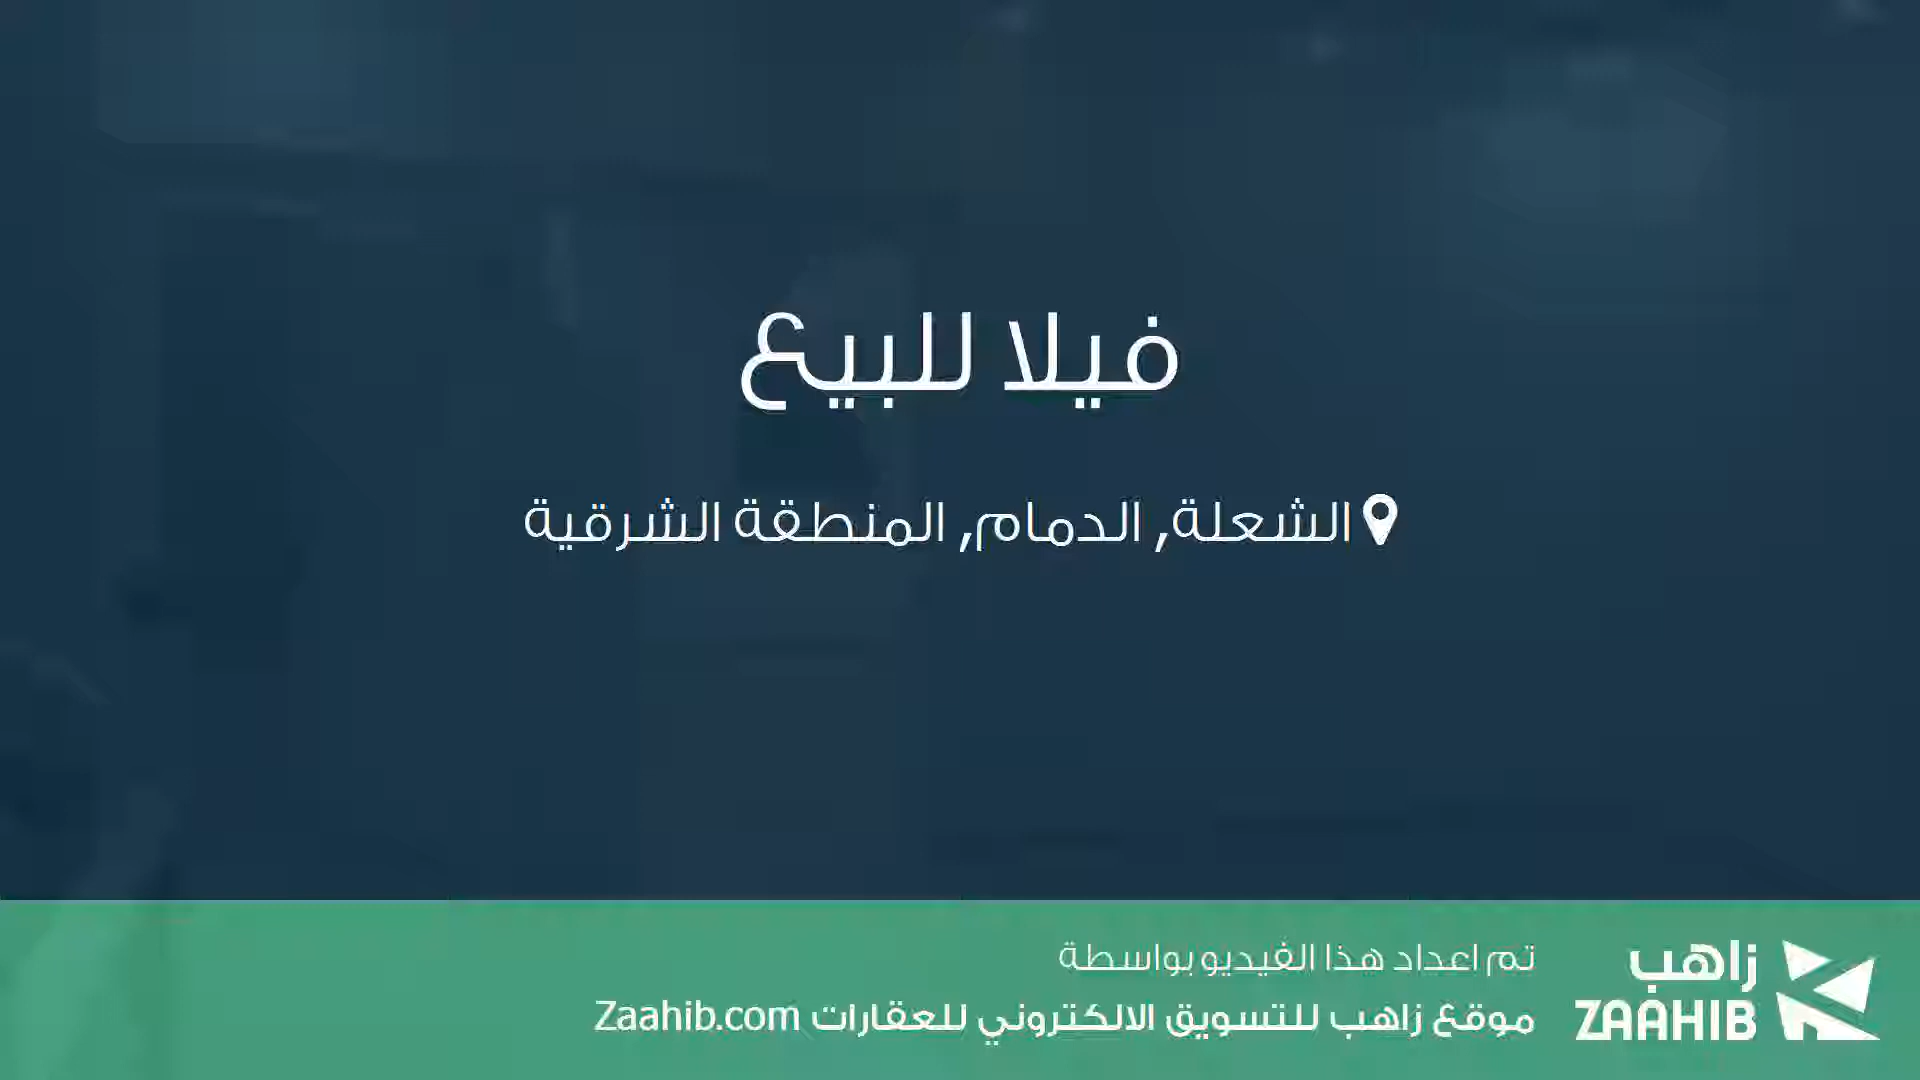 فيلا للبيع
الشعلة, الدمام, المنطقة الشرقية
تم اعداد هذا الفيديو بواسطة
موقع زاهب للتسويق الالكتروني للعقارات Zaahib.com
زاهب
ZAAHIB